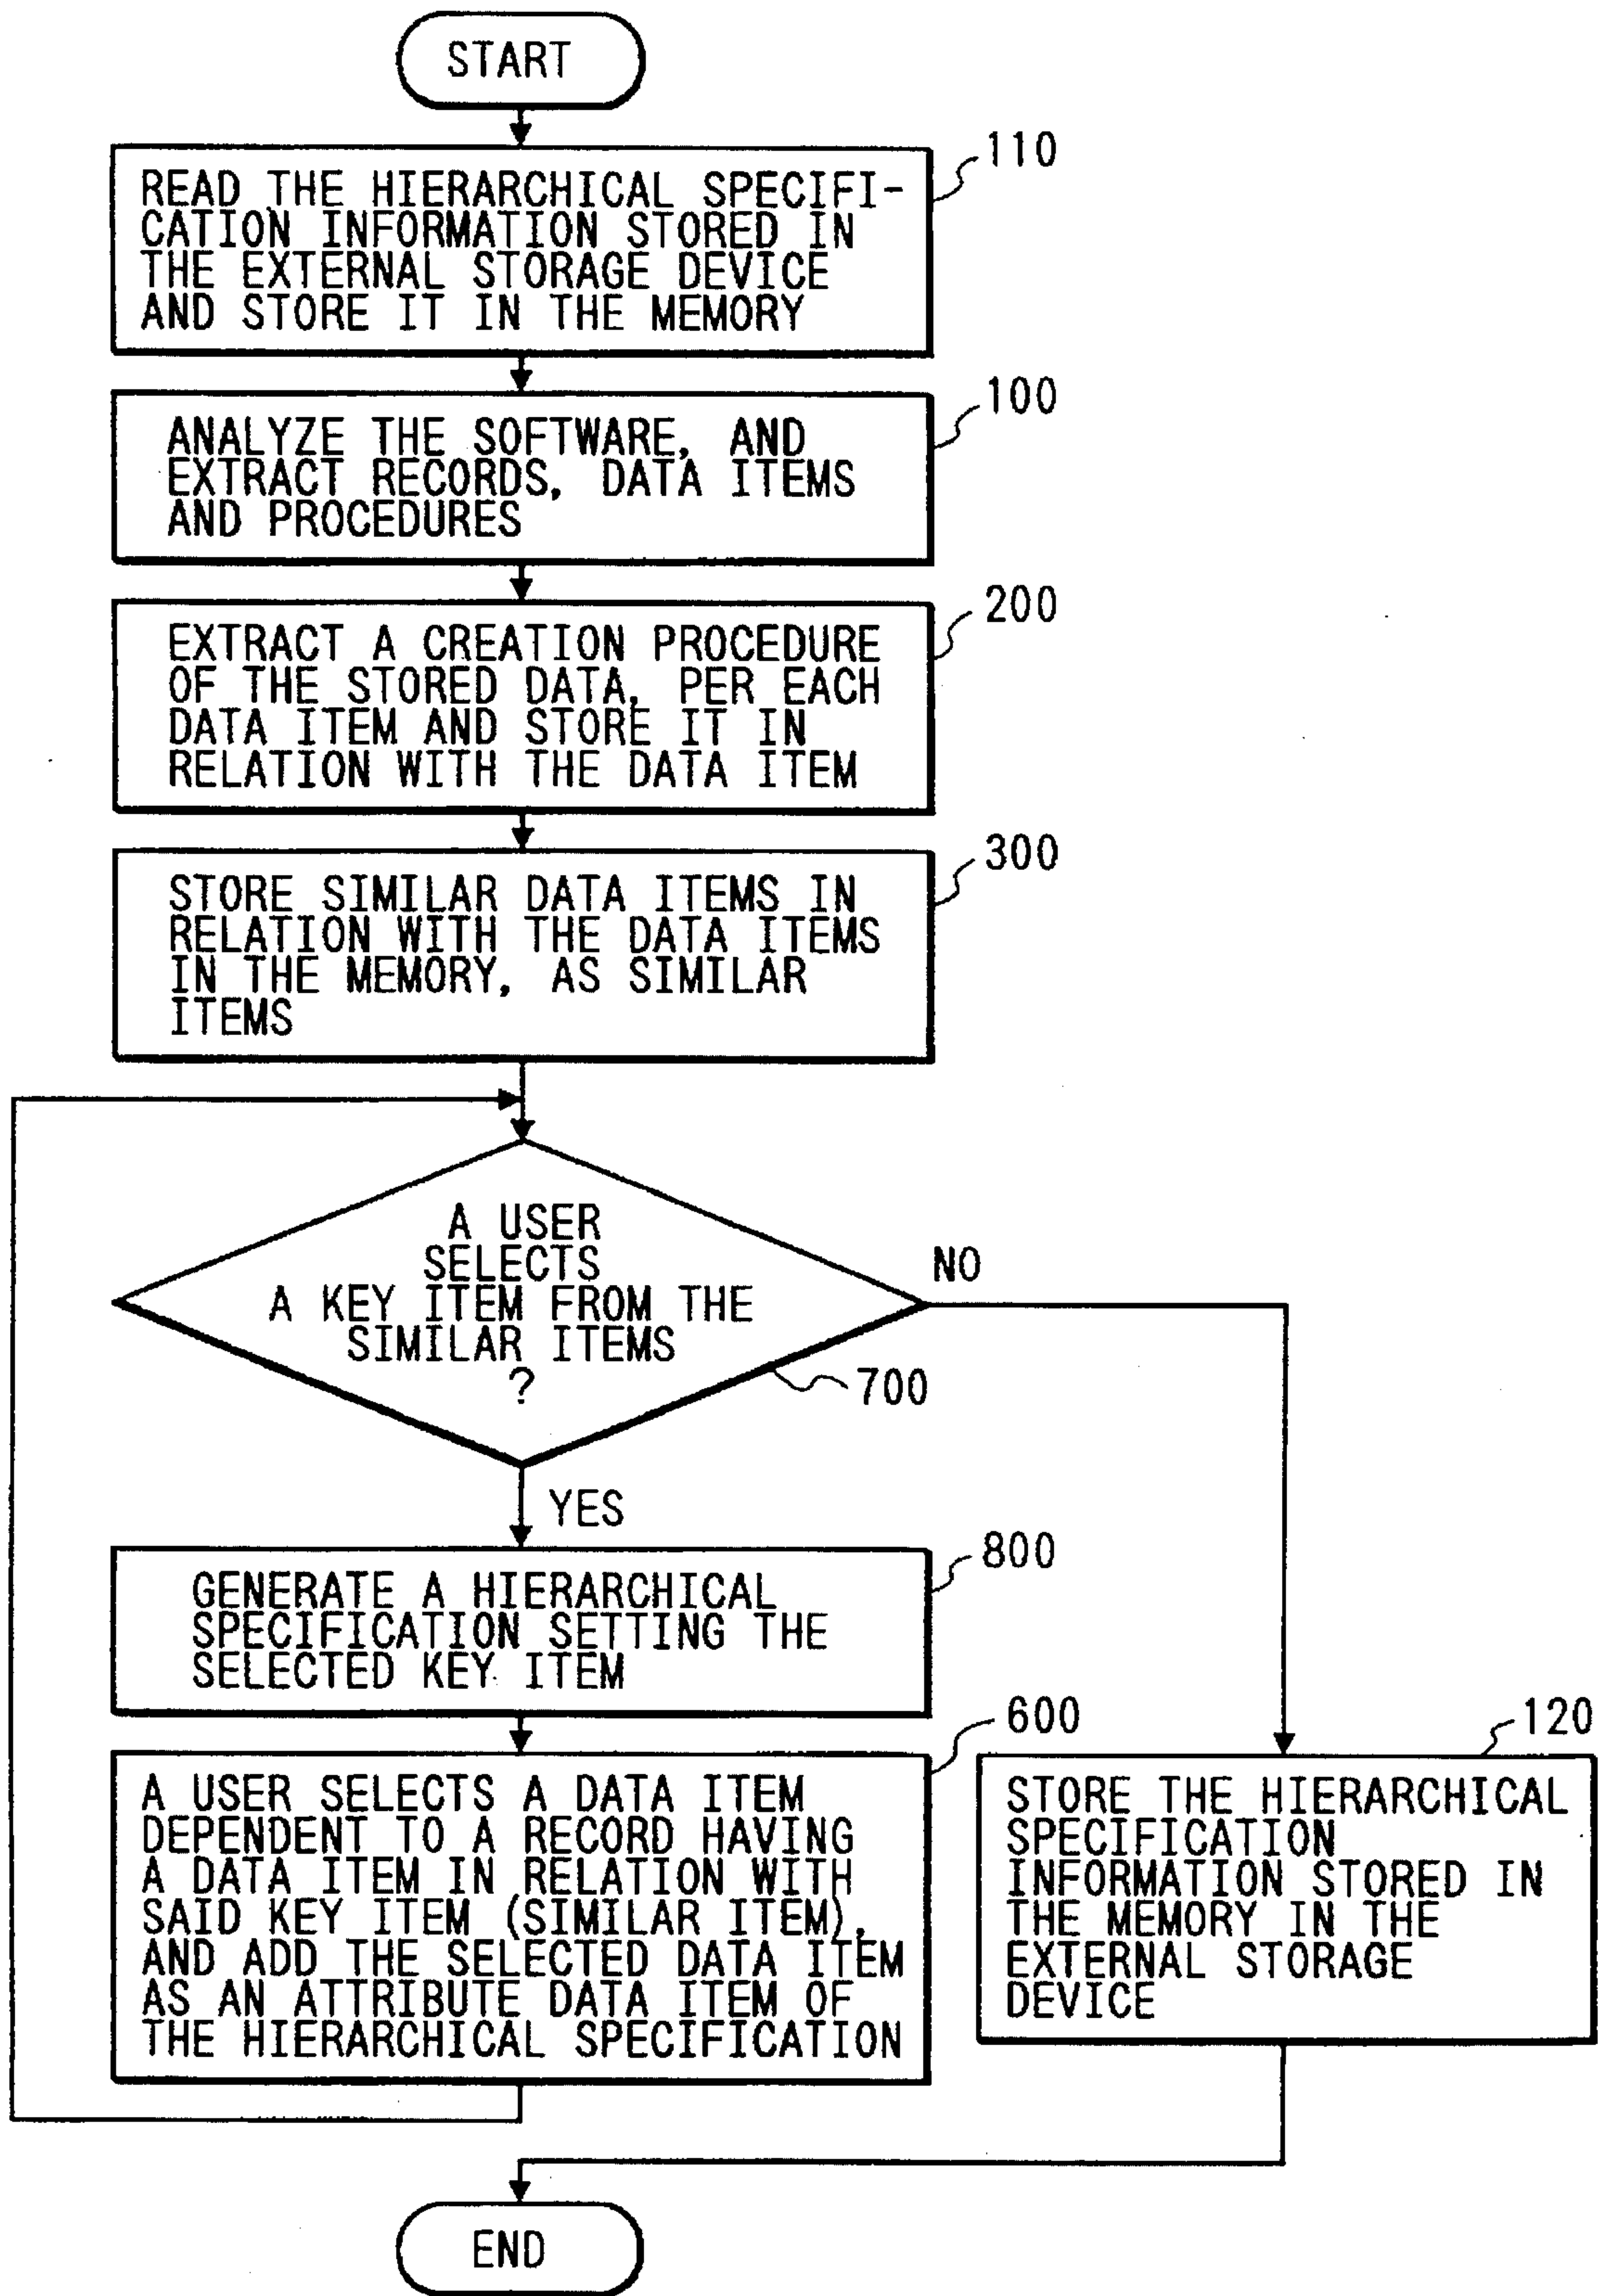 START
110
READ THE HIERARCHICAL SPECIFI-
CATION INFORMATION STORED IN
THE EXTERNAL STORAGE DEVICE
AND STORE IT IN THE MEMORY
100
ANALYZE THE SOFTWARE, AND
EXTRACT RECORDS, DATA ITEMS
AND PROCEDURES
200
EXTRACT A CREATION PROCEDURE
OF THE STORED DATA, PER EACH
DATA ITEM AND STORE IT IN
RELATION WITH THE DATA ITEM
300
STORE SIMILAR DATA ITEMS IN
RELATION WITH THE DATA ITEMS
IN THE MEMORY, AS SIMILAR
ITEMS
A USER
SELECTS
A KEY ITEM FROM THE
SIMILAR ITEMS
?
NO
700
YES
800
GENERATE A HIERARCHICAL
SPECIFICATION SETTING THE
SELECTED KEY ITEM
600
A USER SELECTS A DATA ITEM
DEPENDENT TO A RECORD HAVING
A DATA ITEM IN RELATION WITH
SAID KEY ITEM (SIMILAR ITEM),
AND ADD THE SELECTED DATA ITEM
AS AN ATTRIBUTE DATA ITEM OF
THE HIERARCHICAL SPECIFICATION
120
STORE THE HIERARCHICAL
SPECIFICATION
INFORMATION STORED IN
THE MEMORY IN THE
EXTERNAL STORAGE
DEVICE
END